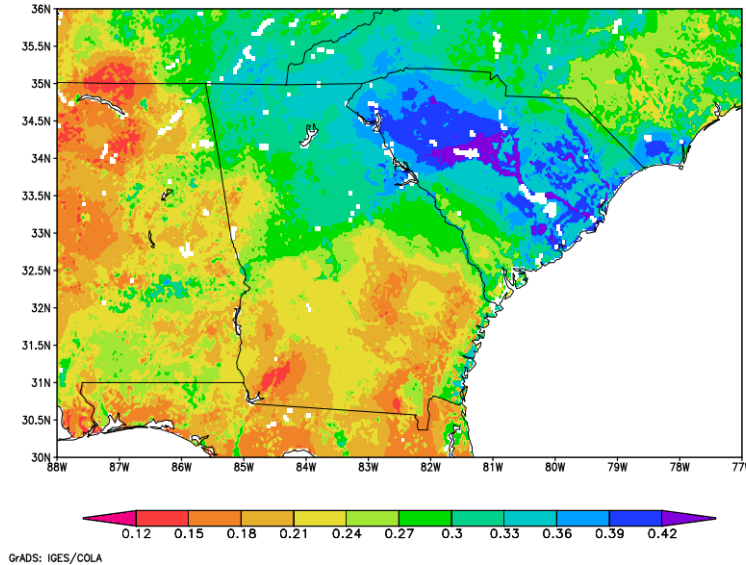 36N
35.5N
35N
34.5N
34N
33.5N
33N
32.5N
32N
31.5N
31N
30.5N
30N
88W 87W 86W 85W 84W 83W 82W 81W 80W 79W 78W 77W
0.12 0.15 0.18 0.21 0.24 0.27 0.3 0.33 0.36 0.39 0.42
GrADS: IGES/COLA